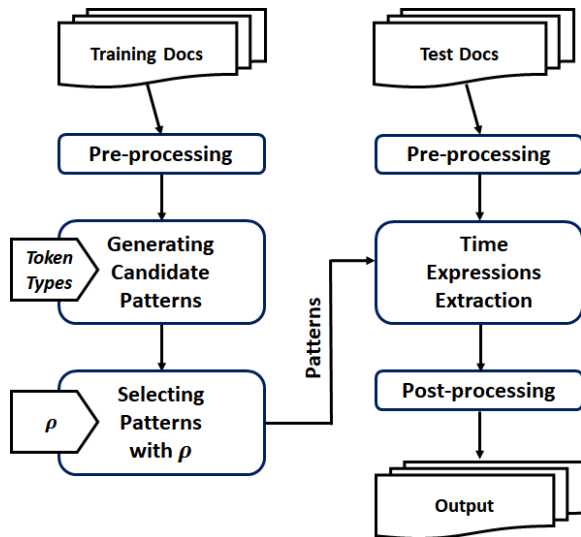 Training Docs
Pre-processing
Token
Types
Generating
Candidate
Patterns
ρ
Selecting
Patterns
with ρ
Patterns
Test Docs
Pre-processing
Time
Expressions
Extraction
Post-processing
Output